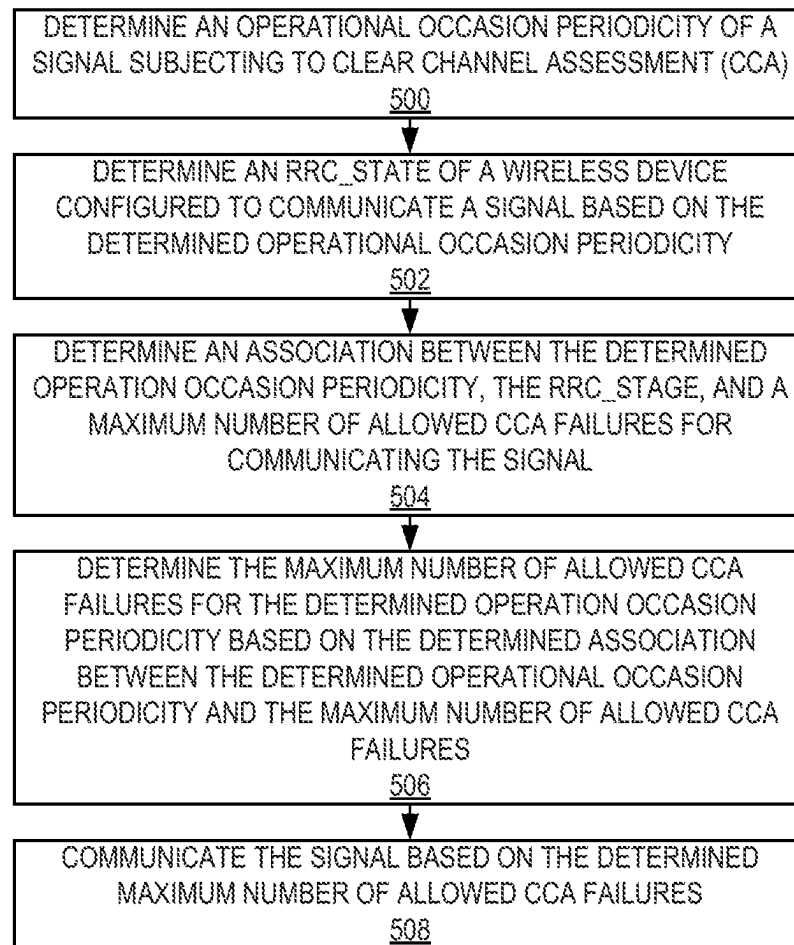 DETERMINE AN OPERATIONAL OCCASION PERIODICITY OF A
SIGNAL SUBJECTING TO CLEAR CHANNEL ASSESSMENT (CCA)
500
DETERMINE AN RRC_STATE OF A WIRELESS DEVICE
CONFIGURED TO COMMUNICATE A SIGNAL BASED ON THE
DETERMINED OPERATIONAL OCCASION PERIODICITY
502
DETERMINE AN ASSOCIATION BETWEEN THE DETERMINED
OPERATION OCCASION PERIODICITY, THE RRC_STAGE, AND A
MAXIMUM NUMBER OF ALLOWED CCA FAILURES FOR
COMMUNICATING THE SIGNAL
504
DETERMINE THE MAXIMUM NUMBER OF ALLOWED CCA
FAILURES FOR THE DETERMINED OPERATION OCCASION
PERIODICITY BASED ON THE DETERMINED ASSOCIATION
BETWEEN THE DETERMINED OPERATIONAL OCCASION
PERIODICITY AND THE MAXIMUM NUMBER OF ALLOWED CCA
FAILURES
506
COMMUNICATE THE SIGNAL BASED ON THE DETERMINED
MAXIMUM NUMBER OF ALLOWED CCA FAILURES
508